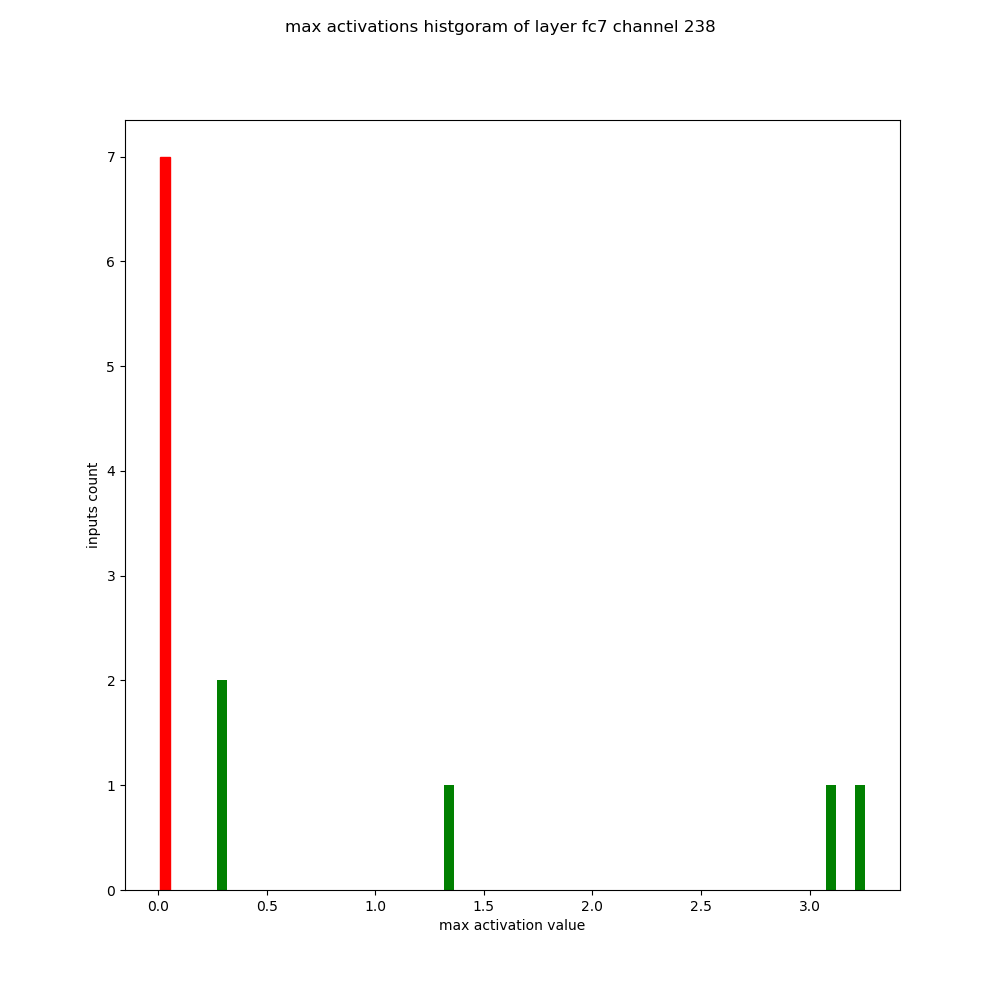 max activations histgoram of layer fc7 channel 238
7
6
5
4
3
2
1
0
inputs count
0.0 0.5 1.0 1.5 2.0 2.5 3.0
max activation value